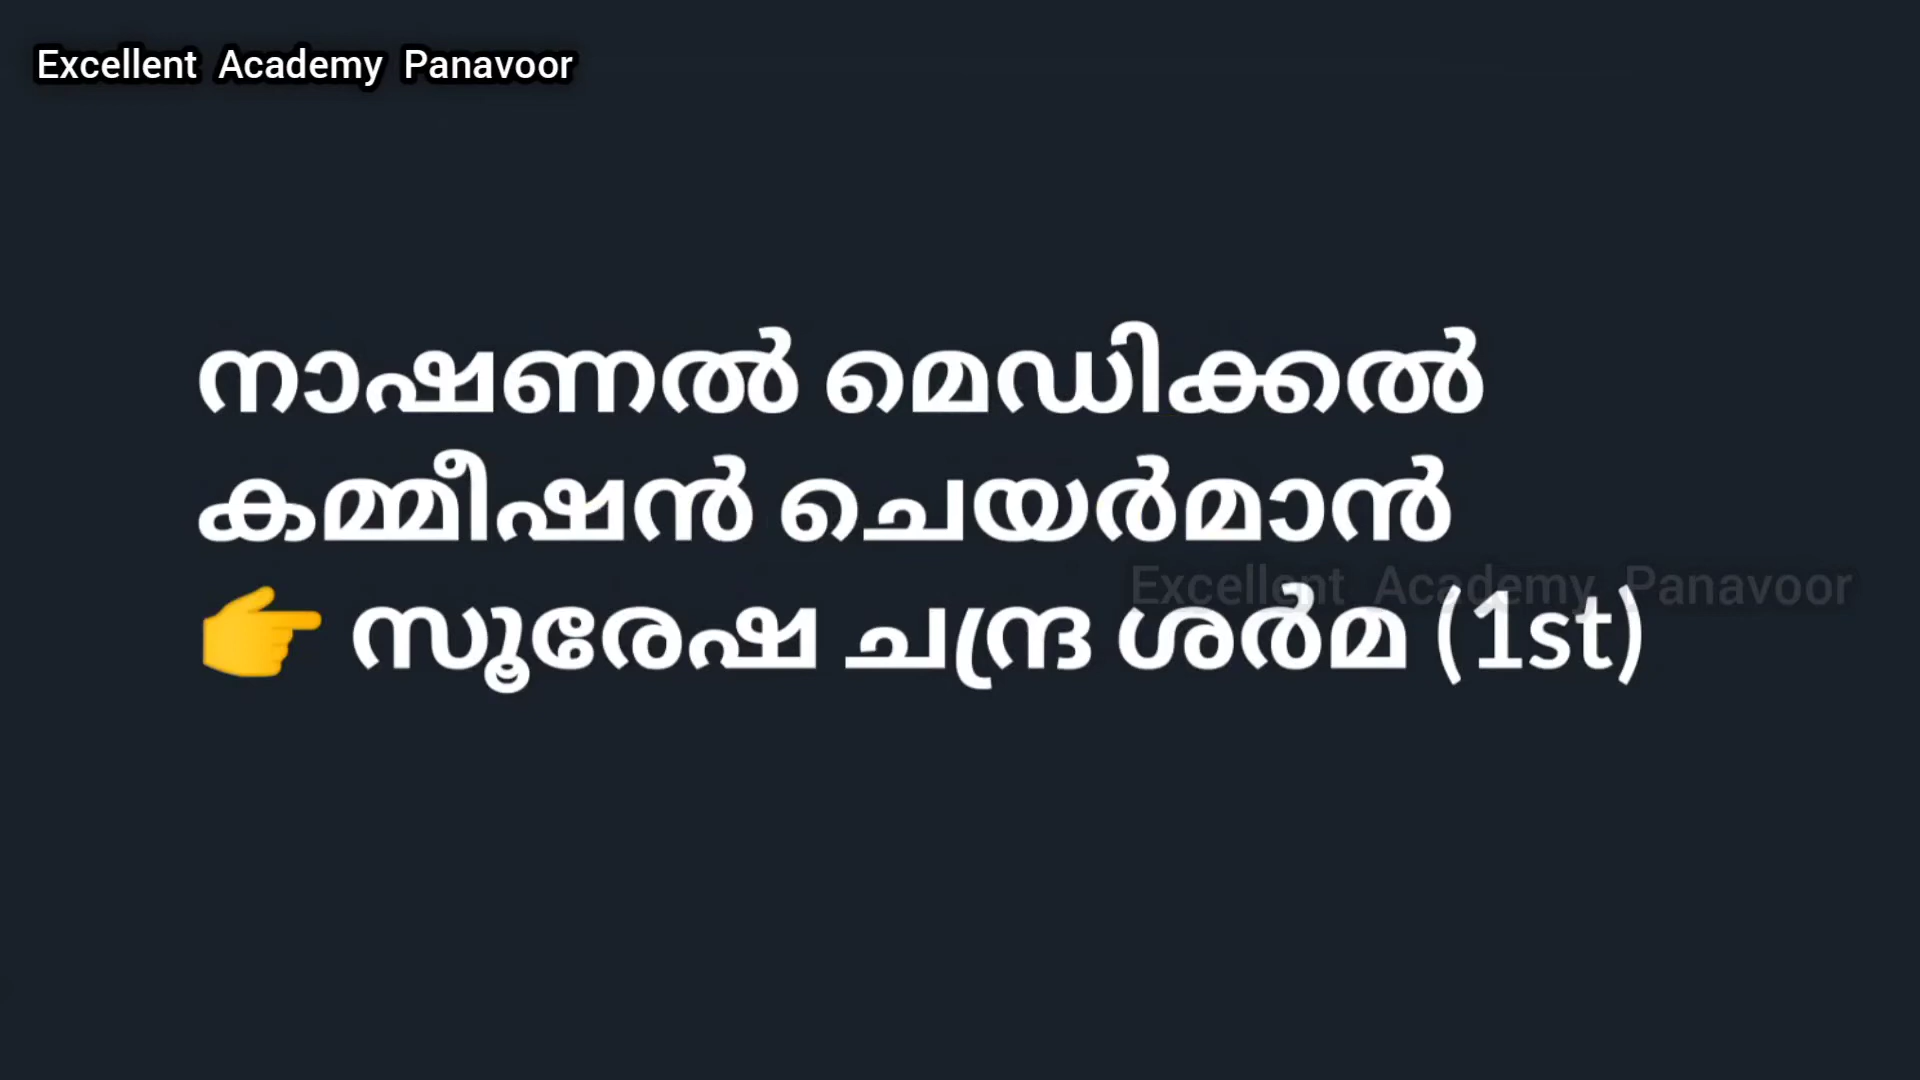 Excellent Academy Panavoor
നാഷണൽ മെഡിക്കൽ
കമ്മീഷൻ ചെയർമാൻ
Excellent Academy Panavoor
👉 സൂരേഷ ചന്ദ്ര ശർമ (1st)